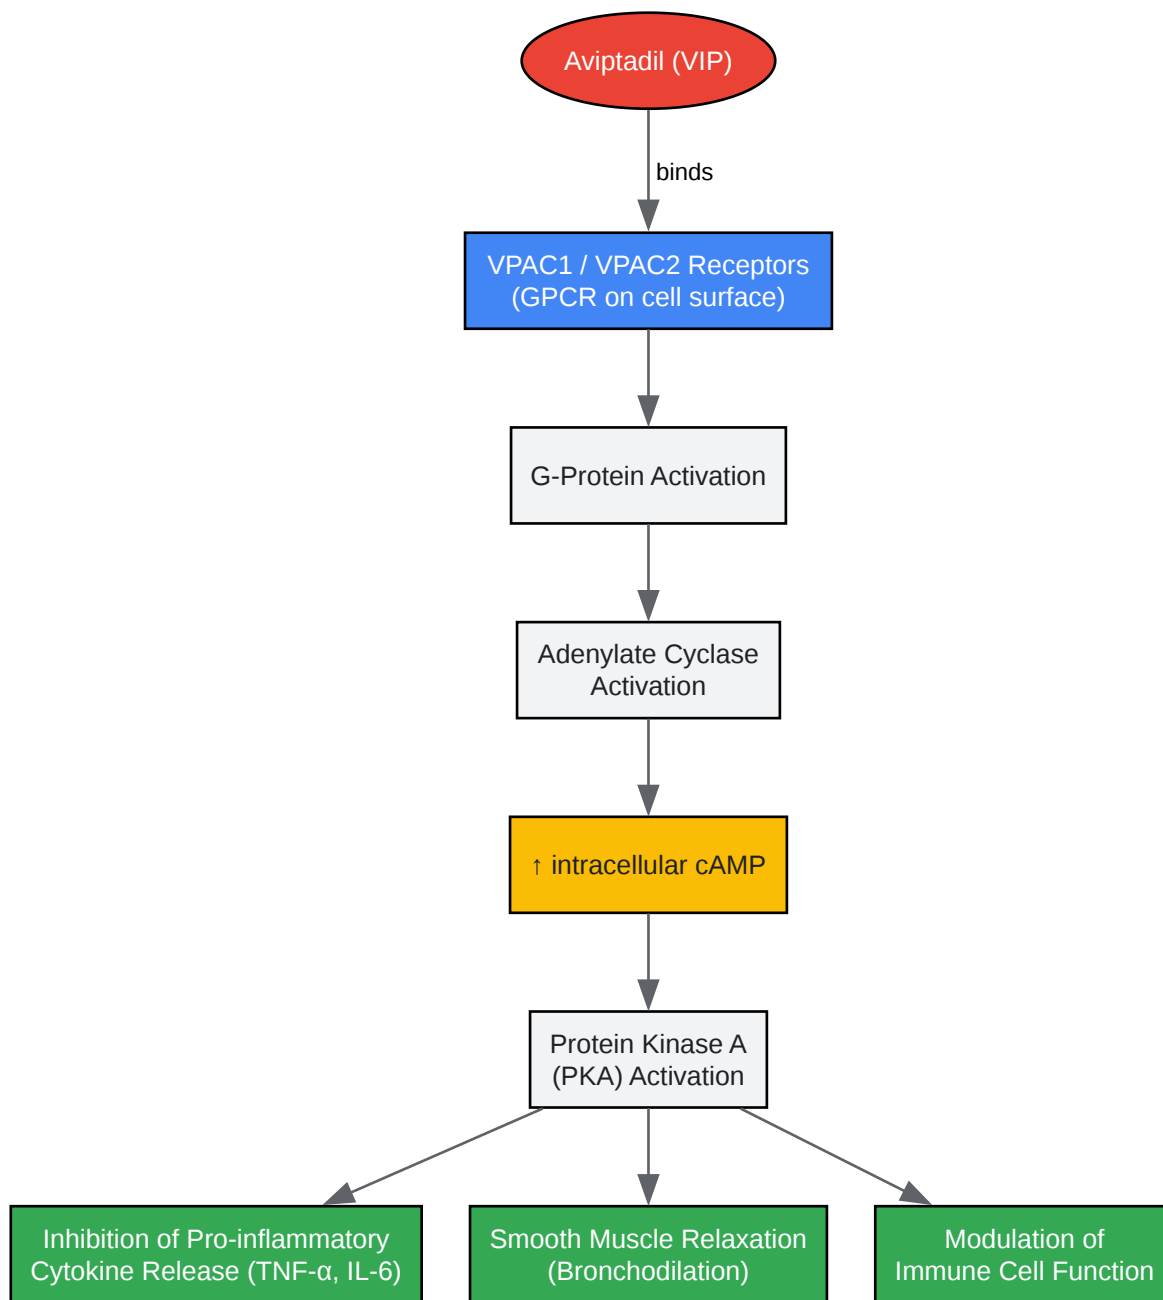 Aviptadil (VIP)
binds
VPAC1 / VPAC2 Receptors
(GPCR on cell surface)
G-Protein Activation
Adenylate Cyclase
Activation
↑ intracellular cAMP
Protein Kinase A
(PKA) Activation
Inhibition of Pro-inflammatory
Cytokine Release (TNF-α, IL-6)
Smooth Muscle Relaxation
(Bronchodilation)
Modulation of
Immune Cell Function